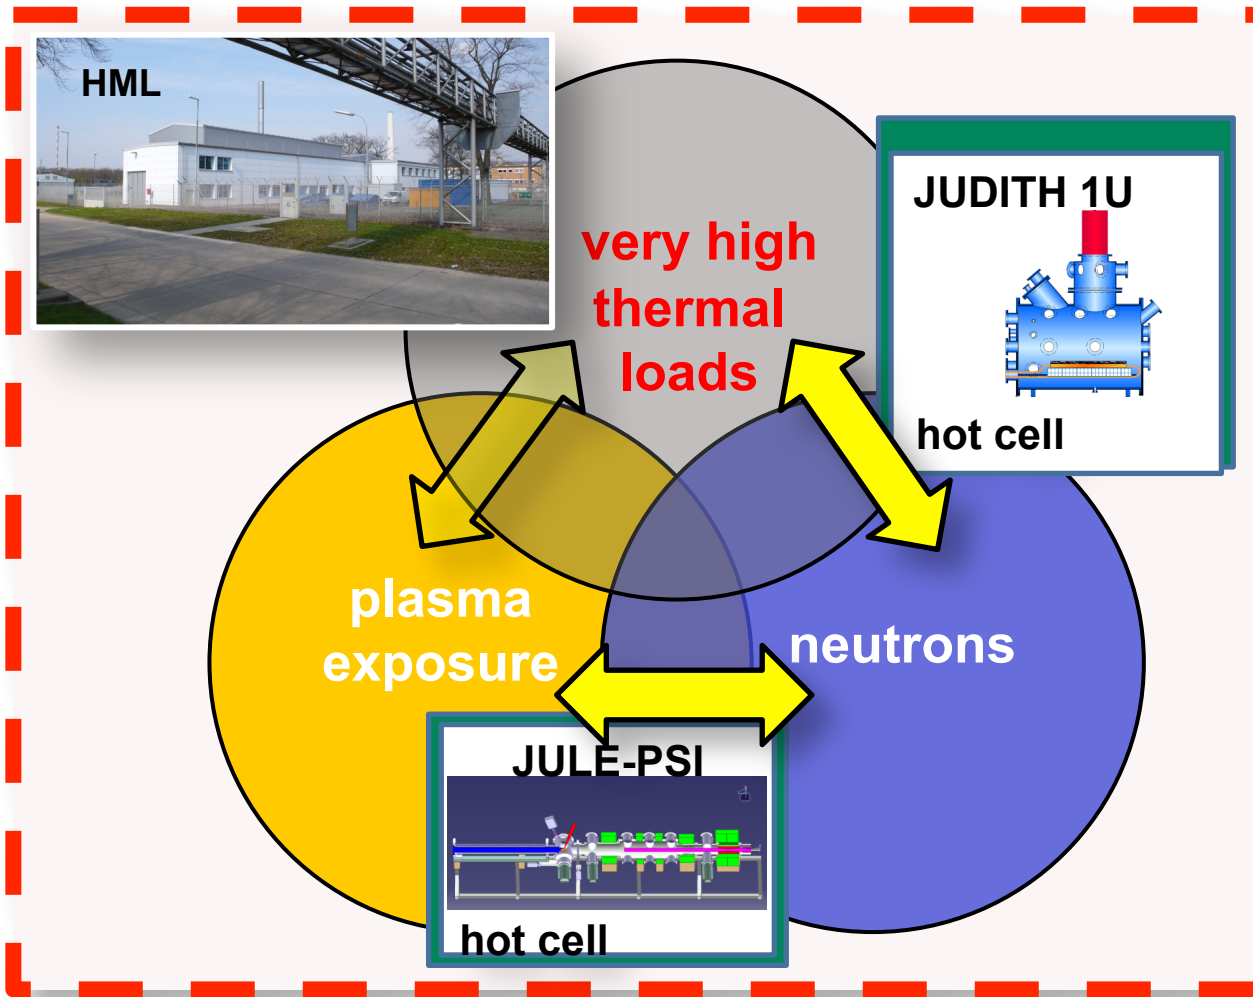 HML
JUDITH 1U
hot cell
very high
thermal
loads
plasma
exposure
neutrons
JULE-PSI
hot cell